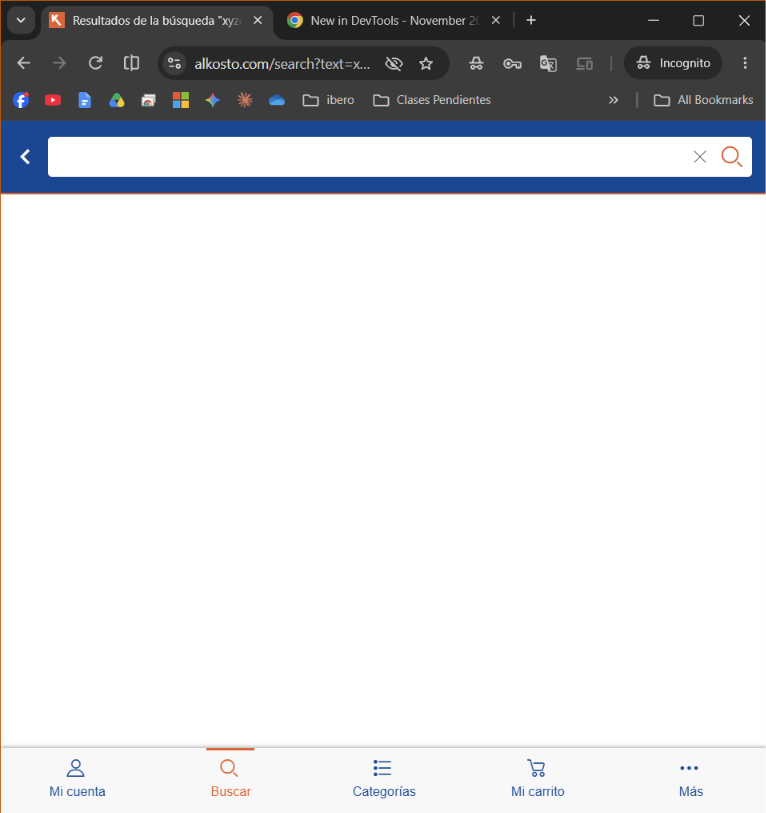 Resultados de la búsqueda "xyz
New in DevTools - November 20
alkosto.com/search?text=x...
Incognito
ibero
Clases Pendientes
All Bookmarks
Mi cuenta
Buscar
Categorías
Mi carrito
Más